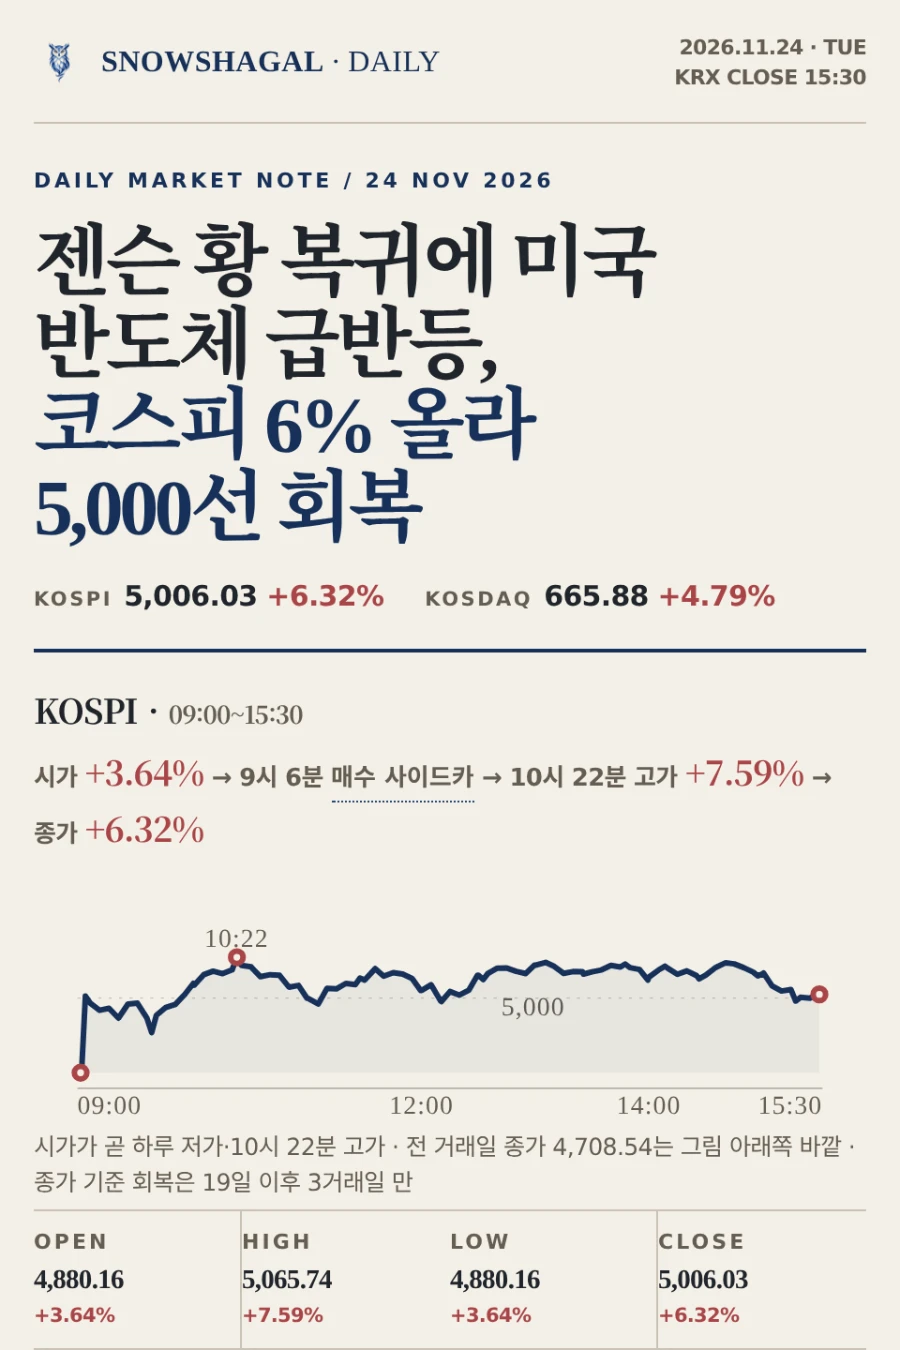 SNOWSHAGAL · DAILY
2026.11.24 · TUE
KRX CLOSE 15:30
DAILY MARKET NOTE / 24 NOV 2026
젠슨 황 복귀에 미국
반도체 급반등,
코스피 6% 올라
5,000선 회복
KOSPI 5,006.03 +6.32% KOSDAQ 665.88 +4.79%
KOSPI · 09:00~15:30
시가 +3.64% → 9시 6분 매수 사이드카 → 10시 22분 고가 +7.59% →
종가 +6.32%
10:22
5,000
09:00 12:00 14:00 15:30
시가가 곧 하루 저가·10시 22분 고가 · 전 거래일 종가 4,708.54는 그림 아래쪽 바깥 ·
종가 기준 회복은 19일 이후 3거래일 만
OPEN HIGH LOW CLOSE
4,880.16 5,065.74 4,880.16 5,006.03
+3.64% +7.59% +3.64% +6.32%